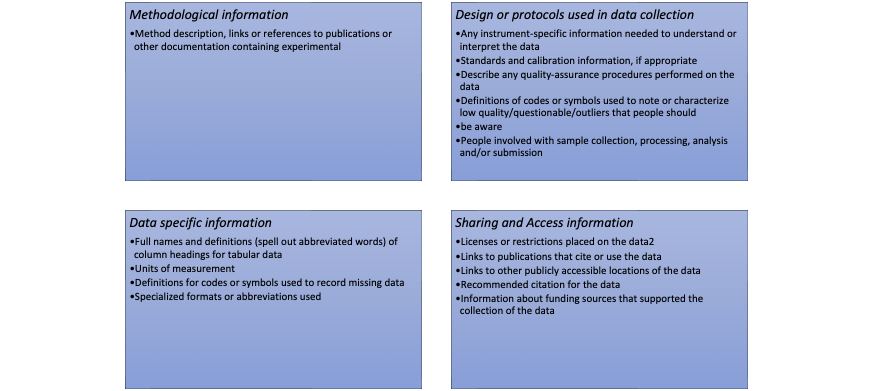 Methodological information
•Method description, links or references to publications or
other documentation containing experimental
Design or protocols used in data collection
•Any instrument-specific information needed to understand or
interpret the data
•Standards and calibration information, if appropriate
•Describe any quality-assurance procedures performed on the
data
•Definitions of codes or symbols used to note or characterize
low quality/questionable/outliers that people should
•be aware
•People involved with sample collection, processing, analysis
and/or submission
Data specific information
•Full names and definitions (spell out abbreviated words) of
column headings for tabular data
•Units of measurement
•Definitions for codes or symbols used to record missing data
•Specialized formats or abbreviations used
Sharing and Access information
•Licenses or restrictions placed on the data2
•Links to publications that cite or use the data
•Links to other publicly accessible locations of the data
•Recommended citation for the data
•Information about funding sources that supported the
collection of the data